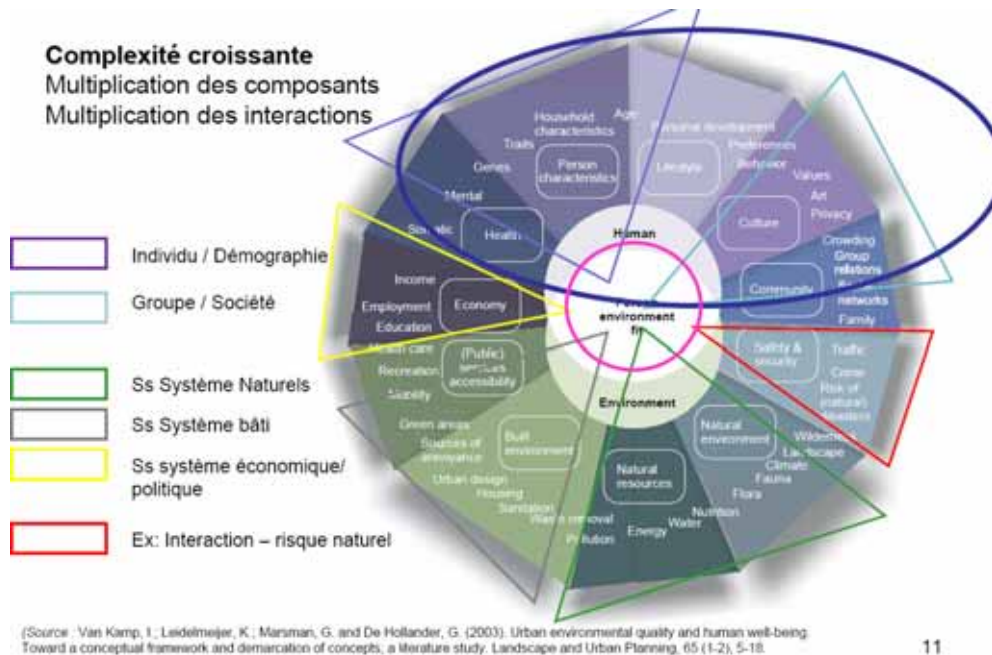 Complexité croissante
Multiplication des composants
Multiplication des interactions
Individu / Démographie
Groupe / Société
Ss Système Naturels
Ss Système bâti
Ss système économique/
politique
Ex: Interaction – risque naturel
Age
Household
characteristics
Traits
Genes
Person
characteristics
Mental
Somatic
Health
Personal development
Lifestyle
Preferences
Behavior
Values
Art
Privacy
Culture
Human
Crowding
Group
relations
networks
Family
Community
Income
Employment
Education
Economy
environment
Health care
Recreation
Mobility
(Public)
services
accessibility
Safety &
security
Traffic
Crime
Risk of
(natural)
disasters
Environment
Green areas
Sources of
annoyance
Urban design
Housing
Sanitation
Waste removal
Pollution
Built
environment
Natural
environment
Wilderness
Landscape
Climate
Fauna
Flora
Natural
resources
Nutrition
Water
Energy
(Source : Van Kamp, I.; Leidelmeijer, K.; Marsman, G. and De Hollander, G. (2003). Urban environmental quality and human well-being.
Toward a conceptual framework and demarcation of concepts; a literature study. Landscape and Urban Planning, 65 (1-2), 5-18.
11